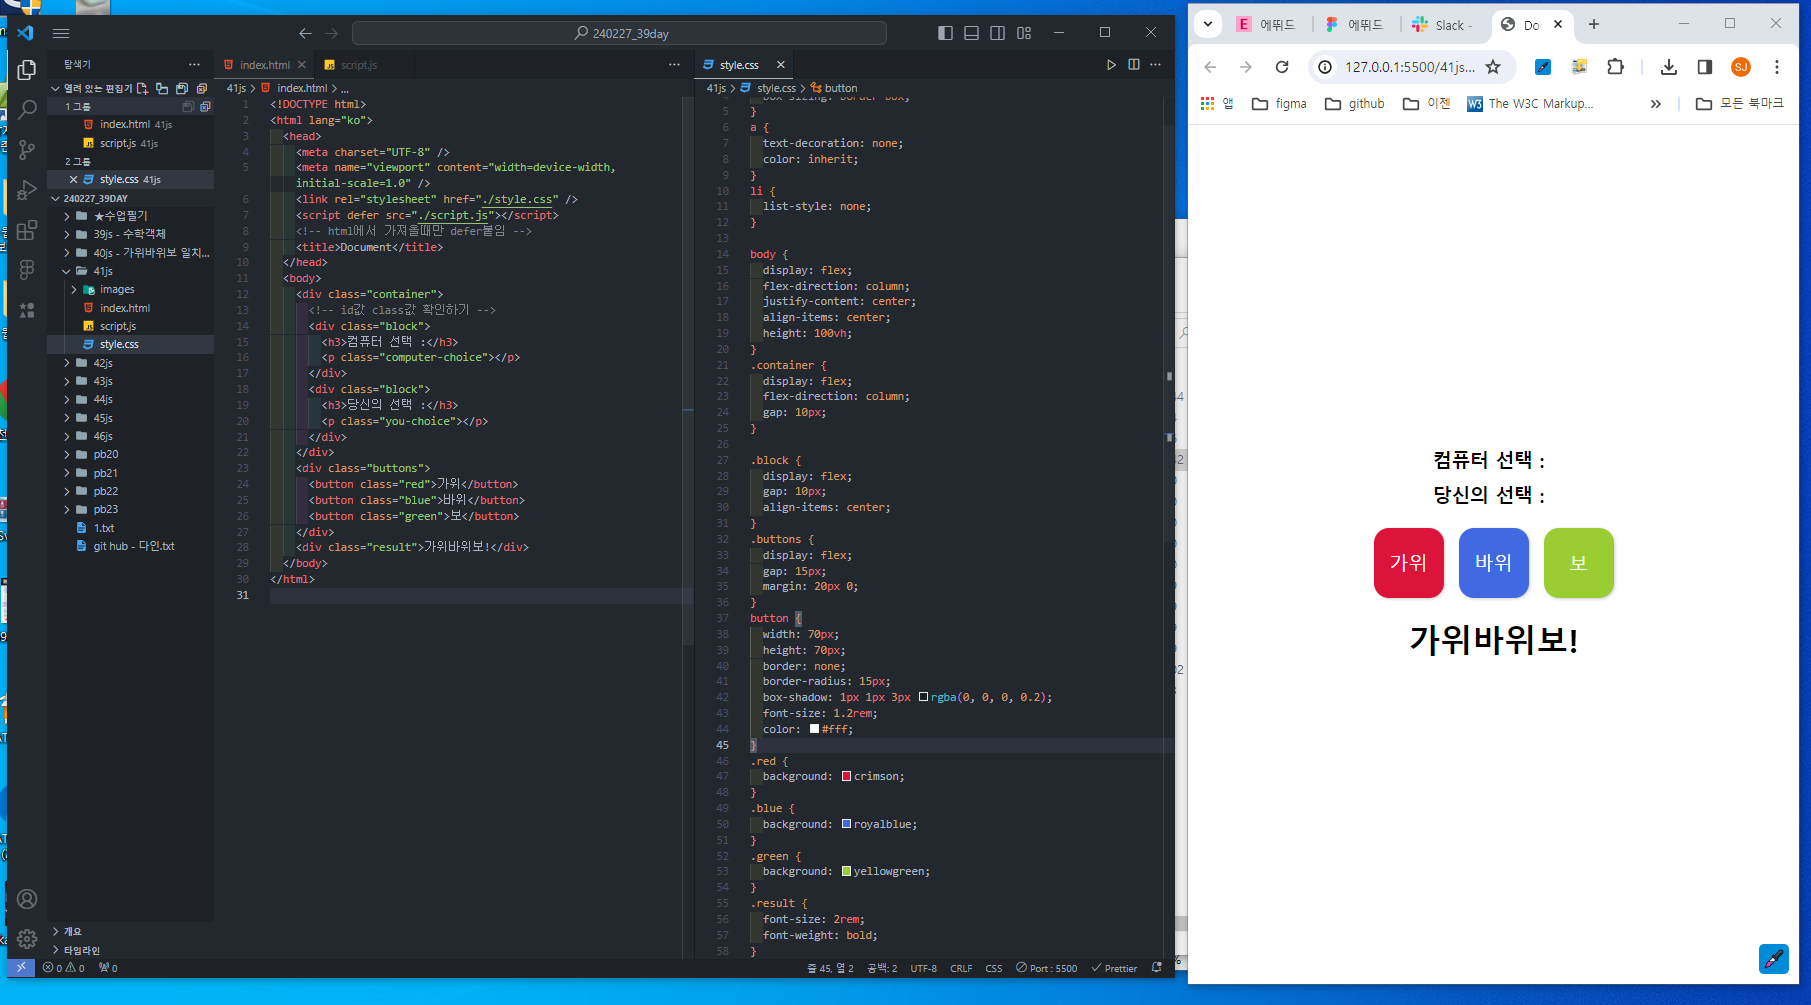 240227_39day
탐색기
열려 있는 편집기
1 그룹
index.html 41js
script.js 41js
2 그룹
style.css 41js
240227_39DAY
★수업필기
39js - 수학객체
40js - 가위바위보 일치...
41js
images
index.html
script.js
style.css
42js
43js
44js
45js
46js
pb20
pb21
pb22
pb23
1.txt
git hub - 다인.txt
개요
타임라인
index.html
script.js
41js > index.html > ...
1 <!DOCTYPE html>
2 <html lang="ko">
3 <head>
4 <meta charset="UTF-8" />
5 <meta name="viewport" content="width=device-width,
initial-scale=1.0" />
6 <link rel="stylesheet" href="./style.css" />
7 <script defer src="./script.js"></script>
8 <!-- html에서 가져올때만 defer붙임 -->
9 <title>Document</title>
10 </head>
11 <body>
12 <div class="container">
13 <!-- id값 class값 확인하기 -->
14 <div class="block">
15 <h3>컴퓨터 선택 :</h3>
16 <p class="computer-choice"></p>
17 </div>
18 <div class="block">
19 <h3>당신의 선택 :</h3>
20 <p class="you-choice"></p>
21 </div>
22 </div>
23 <div class="buttons">
24 <button class="red">가위</button>
25 <button class="blue">바위</button>
26 <button class="green">보</button>
27 </div>
28 <div class="result">가위바위보!</div>
29 </body>
30 </html>
31
style.css
41js > style.css > button
4 box-sizing: border-box;
5 }
6 a {
7 text-decoration: none;
8 color: inherit;
9 }
10 li {
11 list-style: none;
12 }
13
14 body {
15 display: flex;
16 flex-direction: column;
17 justify-content: center;
18 align-items: center;
19 height: 100vh;
20 }
21 .container {
22 display: flex;
23 flex-direction: column;
24 gap: 10px;
25 }
26
27 .block {
28 display: flex;
29 gap: 10px;
30 align-items: center;
31 }
32 .buttons {
33 display: flex;
34 gap: 15px;
35 margin: 20px 0;
36 }
37 button {
38 width: 70px;
39 height: 70px;
40 border: none;
41 border-radius: 15px;
42 box-shadow: 1px 1px 3px rgba(0, 0, 0, 0.2);
43 font-size: 1.2rem;
44 color: #fff;
45 }
46 .red {
47 background: crimson;
48 }
49 .blue {
50 background: royalblue;
51 }
52 .green {
53 background: yellowgreen;
54 }
55 .result {
56 font-size: 2rem;
57 font-weight: bold;
58 }
0 0 0
줄 45, 열 2 공백: 2 UTF-8 CRLF CSS Port : 5500 Prettier
에뛰드
에뛰드
Slack -
Do
127.0.0.1:5500/41js...
SJ
앱
figma
github
이젠
The W3C Markup...
모든 북마크
컴퓨터 선택 :
당신의 선택 :
가위 바위 보
가위바위보!